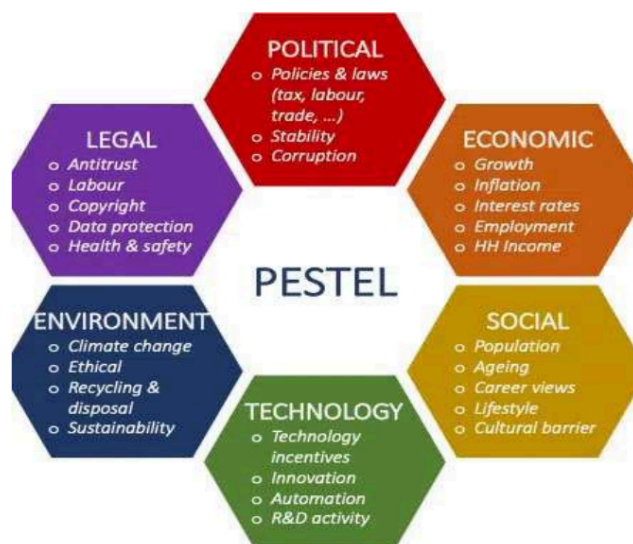 POLITICAL
o Policies & laws
(tax, labour,
trade, ...)
o Stability
o Corruption
ECONOMIC
o Growth
o Inflation
o Interest rates
o Employment
o HH Income
SOCIAL
o Population
o Ageing
o Career views
o Lifestyle
o Cultural barrier
TECHNOLOGY
o Technology
incentives
o Innovation
o Automation
o R&D activity
ENVIRONMENT
o Climate change
o Ethical
o Recycling &
disposal
o Sustainability
LEGAL
o Antitrust
o Labour
o Copyright
o Data protection
o Health & safety
PESTEL